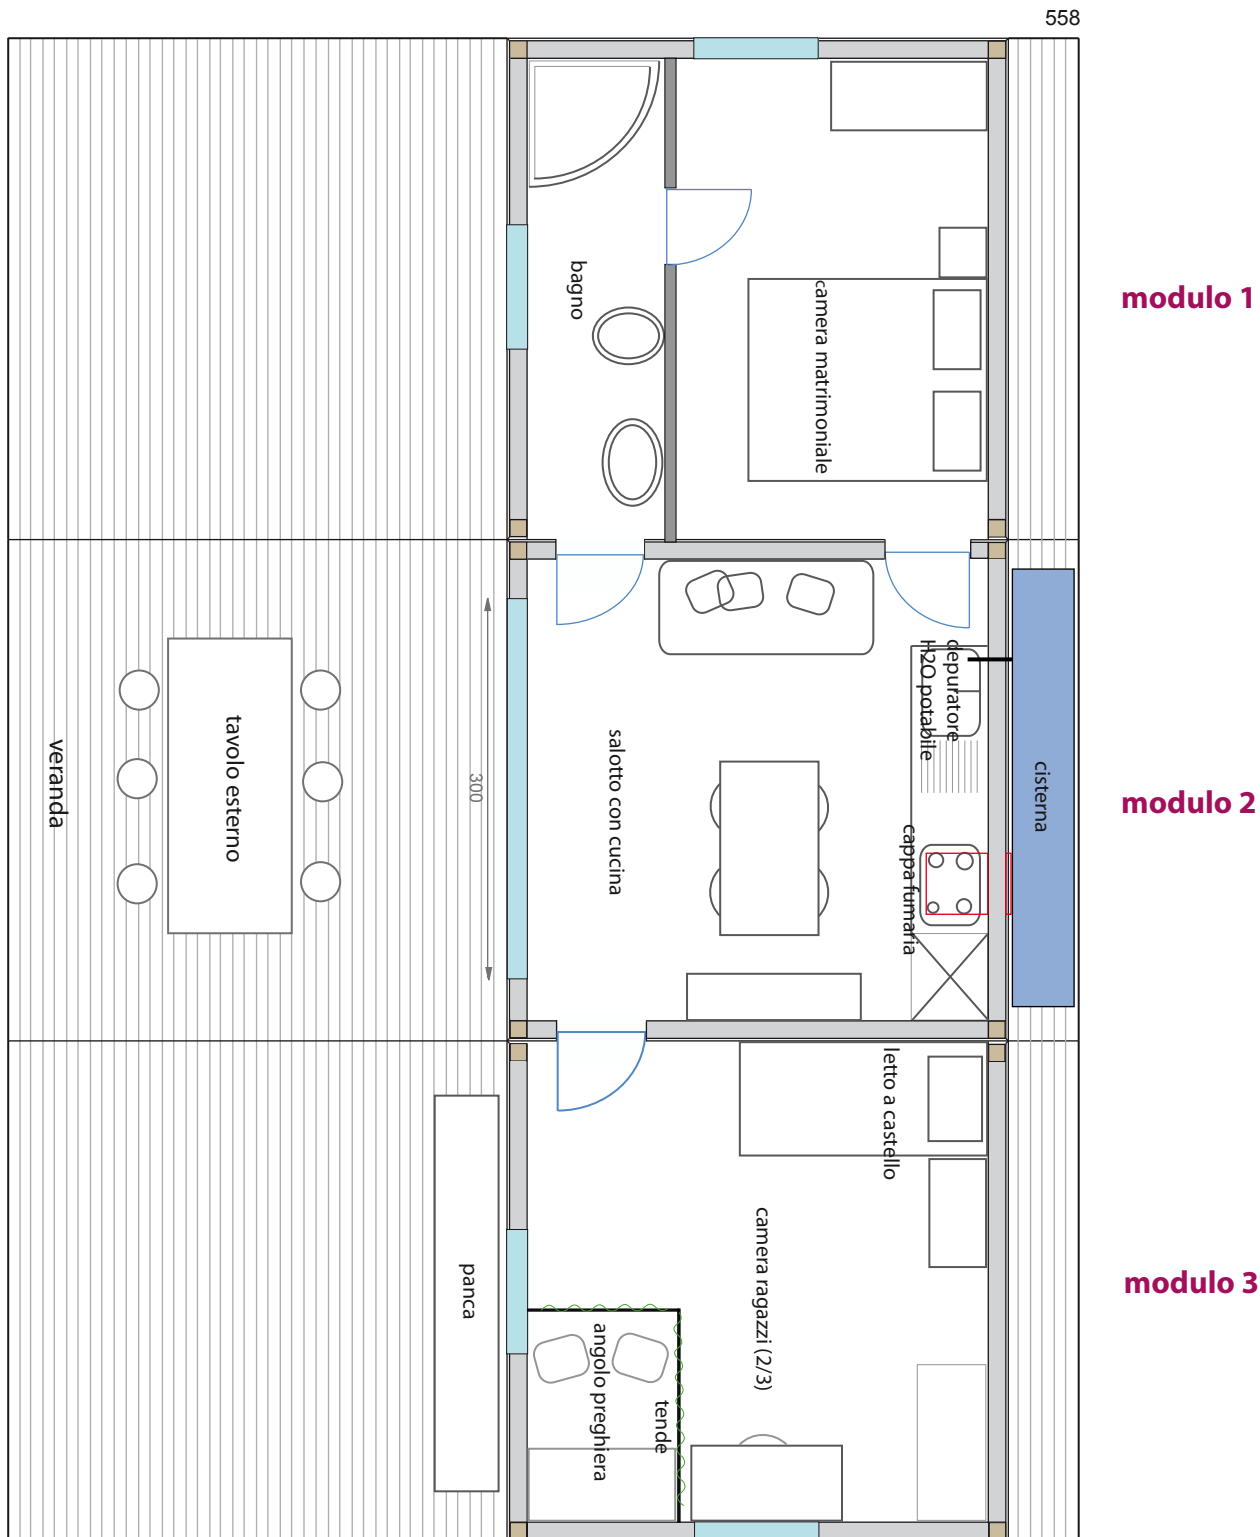 558
modulo 1
bagno
camera matrimoniale
modulo 2
depuratore
H2O potabile
cisterna
cappa fumaria
salotto con cucina
300
tavolo esterno
veranda
modulo 3
letto a castello
camera ragazzi (2/3)
panca
angolo preghiera
tende